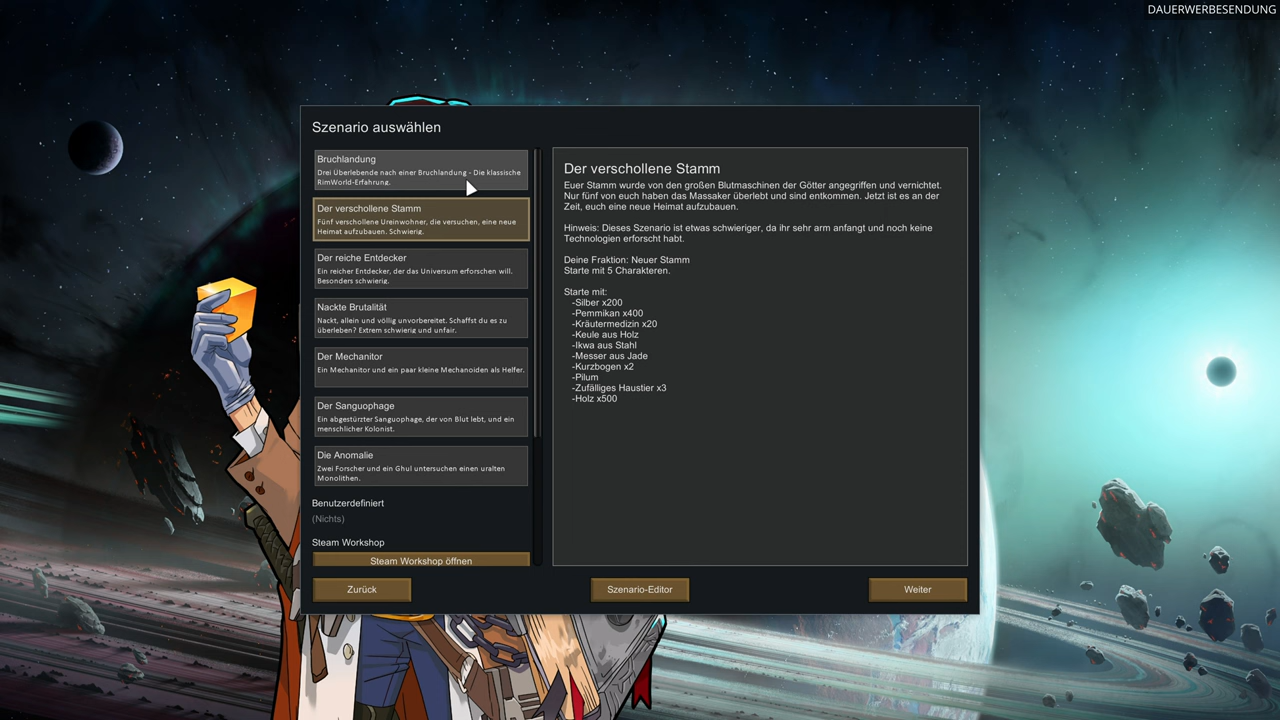 DAUERWERBESENDUNG
Szenario auswählen
Bruchlandung
Drei Überlebende nach einer Bruchlandung - Die klassische
RimWorld-Erfahrung.
Der verschollene Stamm
Fünf verschollene Ureinwohner, die versuchen, eine neue
Heimat aufzubauen. Schwierig.
Der reiche Entdecker
Ein reicher Entdecker, der das Universum erforschen will.
Besonders schwierig.
Nackte Brutalität
Nackt, allein und völlig unvorbereitet. Schaffst du es zu
überleben? Extrem schwierig und unfair.
Der Mechanitor
Ein Mechanitor und ein paar kleine Mechanoiden als Helfer.
Der Sanguophage
Ein abgestürzter Sanguophage, der von Blut lebt, und ein
menschlicher Kolonist.
Die Anomalie
Zwei Forscher und ein Ghul untersuchen einen uralten
Monolithen.
Benutzerdefiniert
(Nichts)
Steam Workshop
Steam Workshop öffnen
Der verschollene Stamm
Euer Stamm wurde von den großen Blutmaschinen der Götter angegriffen und vernichtet.
Nur fünf von euch haben das Massaker überlebt und sind entkommen. Jetzt ist es an der
Zeit, euch eine neue Heimat aufzubauen.
Hinweis: Dieses Szenario ist etwas schwieriger, da ihr sehr arm anfangt und noch keine
Technologien erforscht habt.
Deine Fraktion: Neuer Stamm
Starte mit 5 Charakteren.
Starte mit:
-Silber x200
-Pemmikan x400
-Kräutermedizin x20
-Keule aus Holz
-Ikwa aus Stahl
-Messer aus Jade
-Kurzbogen x2
-Pilum
-Zufälliges Haustier x3
-Holz x500
Zurück
Szenario-Editor
Weiter